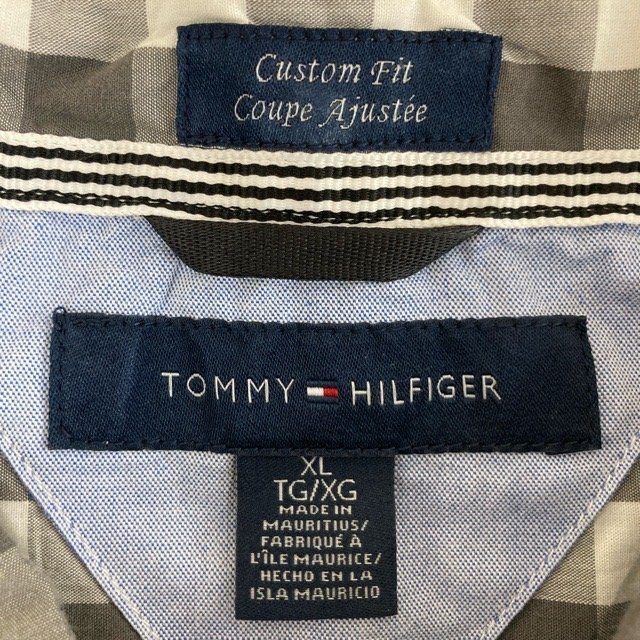 Custom Fit
Coupe Ajustée
TOMMY HILFIGER
XL
TG/XG
MADE IN
MAURITIUS/
FABRIQUÉ À
L'ÎLE MAURICE/
HECHO EN LA
ISLA MAURICIO